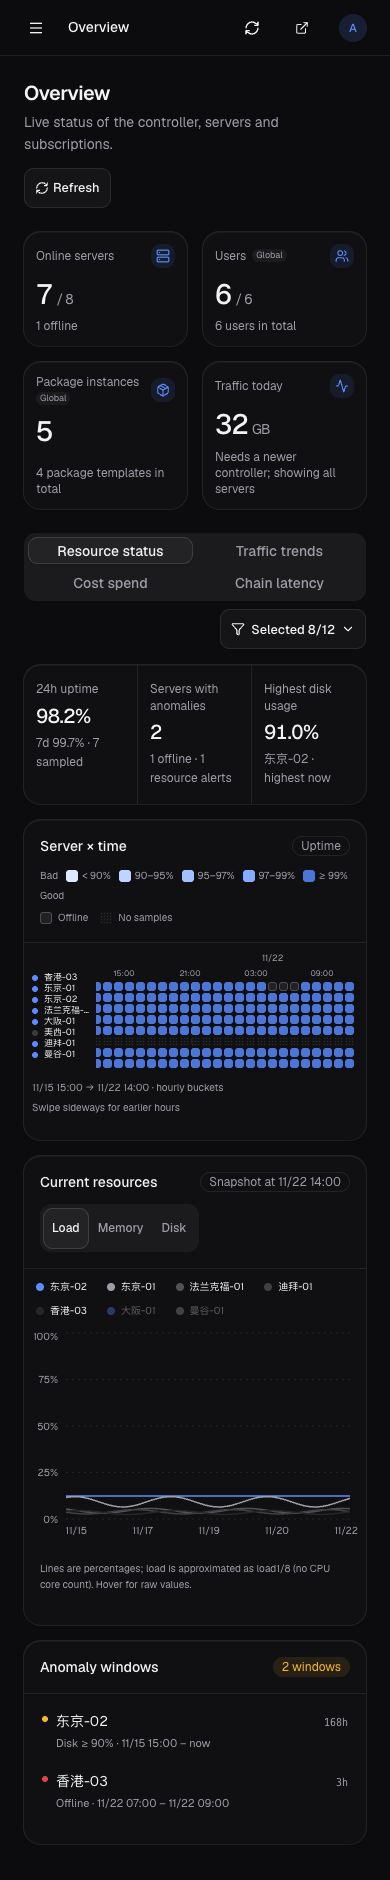 Overview
A
Overview
Live status of the controller, servers and
subscriptions.
Refresh
Online servers
7 / 8
1 offline
Users Global
6 / 6
6 users in total
Package instances
Global
5
4 package templates in
total
Traffic today
32 GB
Needs a newer
controller; showing all
servers
Resource status
Traffic trends
Cost spend
Chain latency
Selected 8/12
24h uptime
98.2%
7d 99.7% · 7
sampled
Servers with
anomalies
2
1 offline · 1
resource alerts
Highest disk
usage
91.0%
东京-02 ·
highest now
Server × time
Uptime
Bad < 90% 90–95% 95–97% 97–99% ≥ 99%
Good
Offline No samples
11/22
15:00 21:00 03:00 09:00
香港-03
东京-01
东京-02
法兰克福-...
大阪-01
美西-01
迪拜-01
香港-01
11/15 15:00 → 11/22 14:00 · hourly buckets
Swipe sideways for earlier hours
Current resources
Snapshot at 11/22 14:00
Load Memory Disk
东京-02 东京-01 法兰克福-01 迪拜-01
香港-03 大阪-01 曼谷-01
100%
75%
50%
25%
0%
11/15 11/17 11/19 11/20 11/22
Lines are percentages; load is approximated as load1/8 (no CPU
core count). Hover for raw values.
Anomaly windows
2 windows
东京-02 168h
Disk ≥ 90% · 11/15 15:00 – now
香港-03 3h
Offline · 11/22 07:00 – 11/22 09:00